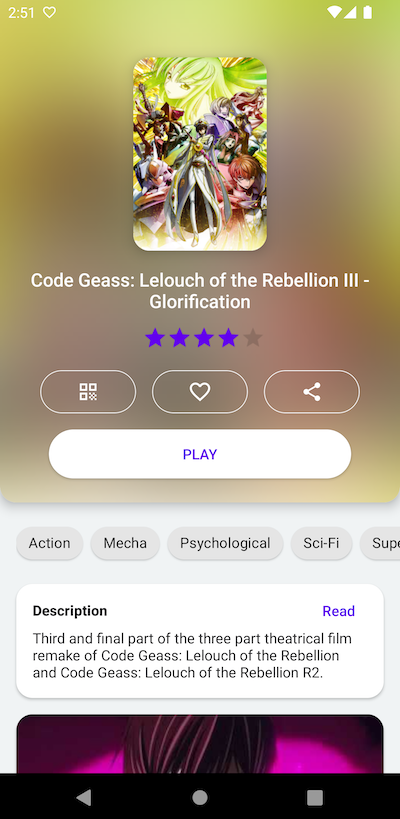 2:51
Code Geass: Lelouch of the Rebellion III -
Glorification
PLAY
Action
Mecha
Psychological
Sci-Fi
Supe
Description
Read
Third and final part of the three part theatrical film
remake of Code Geass: Lelouch of the Rebellion
and Code Geass: Lelouch of the Rebellion R2.